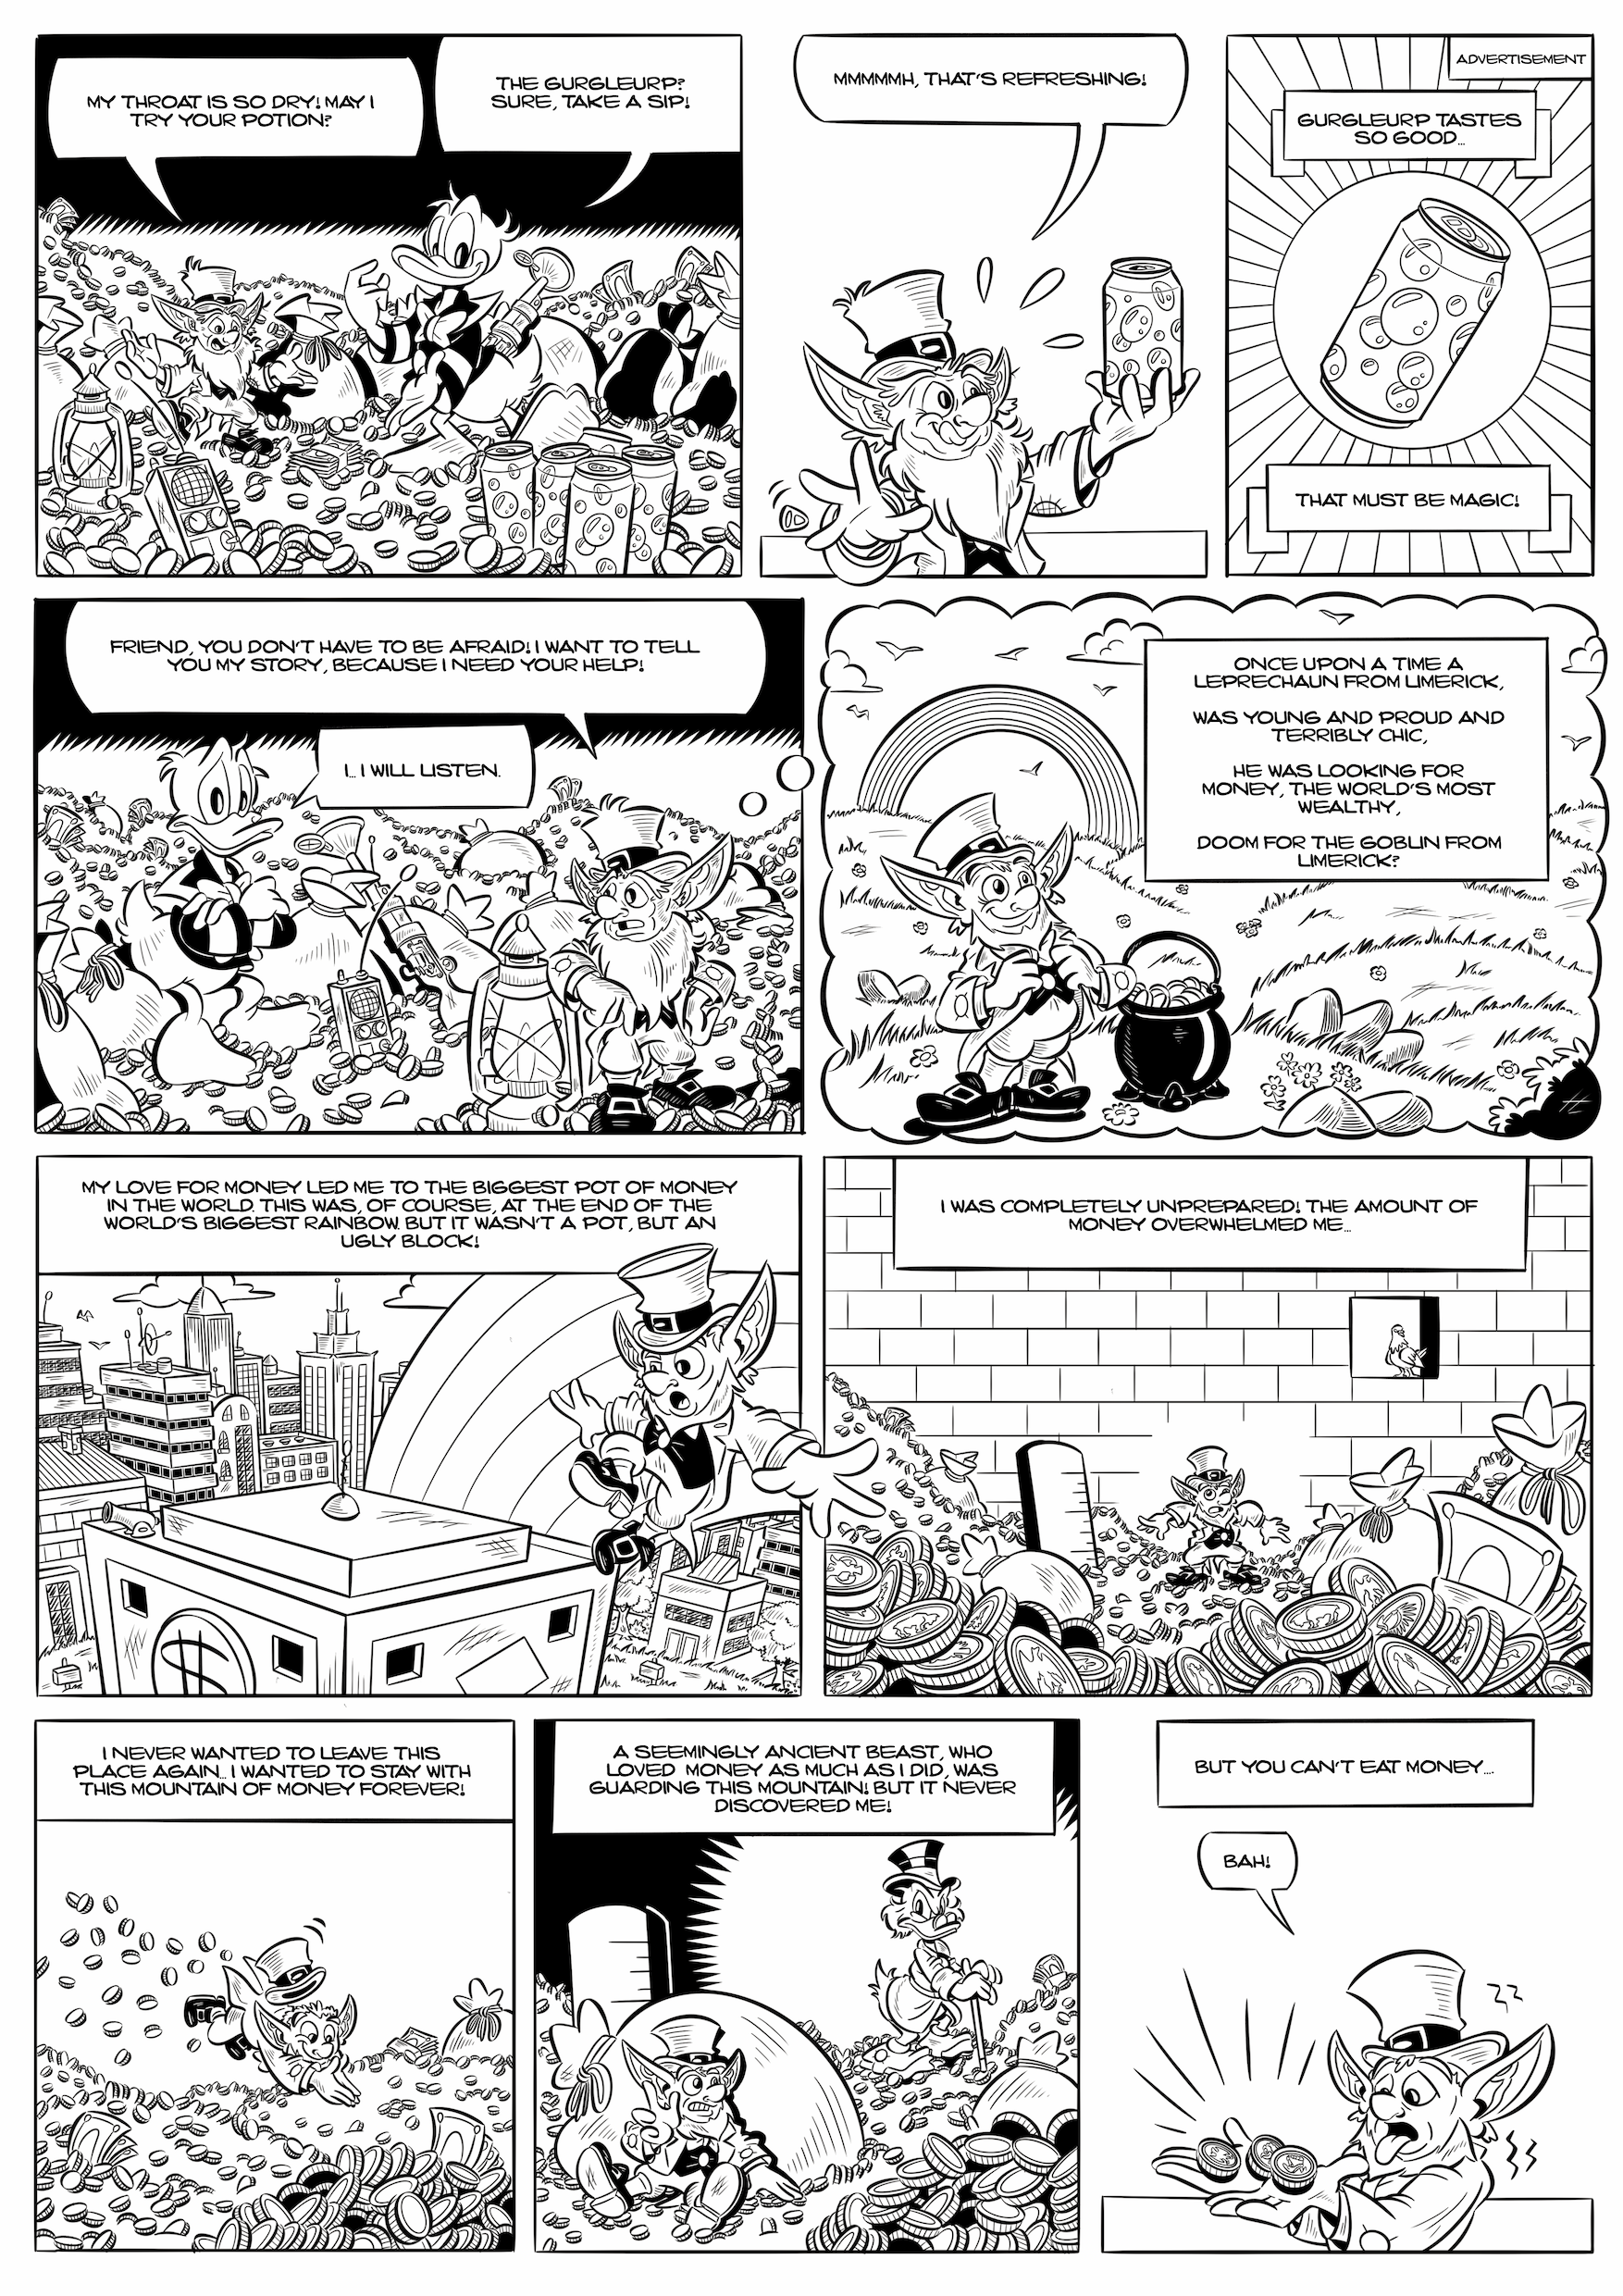 MY THROAT IS SO DRY! MAY I
TRY YOUR POTION?
THE GURGLEURP?
SURE, TAKE A SIP!
MMMMMH, THAT'S REFRESHING!
ADVERTISEMENT
GURGLEURP TASTES
SO GOOD...
THAT MUST BE MAGIC!
FRIEND, YOU DON'T HAVE TO BE AFRAID! I WANT TO TELL
YOU MY STORY, BECAUSE I NEED YOUR HELP!
I... I WILL LISTEN.
ONCE UPON A TIME A
LEPRECHAUN FROM LIMERICK,
WAS YOUNG AND PROUD AND
TERRIBLY CHIC,
HE WAS LOOKING FOR
MONEY, THE WORLD'S MOST
WEALTHY,
DOOM FOR THE GOBLIN FROM
LIMERICK?
MY LOVE FOR MONEY LED ME TO THE BIGGEST POT OF MONEY
IN THE WORLD. THIS WAS, OF COURSE, AT THE END OF THE
WORLD'S BIGGEST RAINBOW. BUT IT WASN'T A POT, BUT AN
UGLY BLOCK!
$
I WAS COMPLETELY UNPREPARED! THE AMOUNT OF
MONEY OVERWHELMED ME...
I NEVER WANTED TO LEAVE THIS
PLACE AGAIN... I WANTED TO STAY WITH
THIS MOUNTAIN OF MONEY FOREVER!
A SEEMINGLY ANCIENT BEAST, WHO
LOVED MONEY AS MUCH AS I DID, WAS
GUARDING THIS MOUNTAIN! BUT IT NEVER
DISCOVERED ME!
BUT YOU CAN'T EAT MONEY....
BAH!